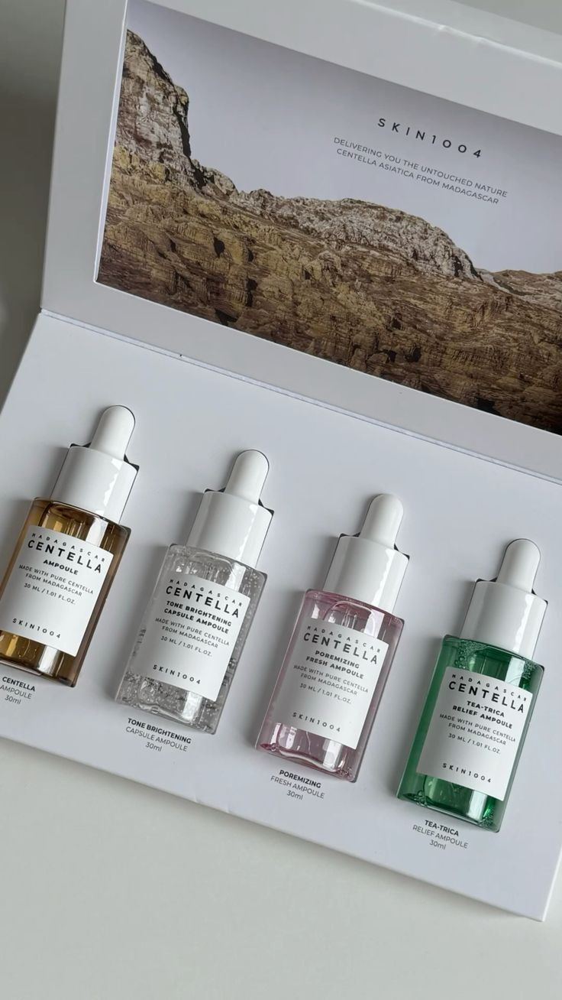 SKIN1004
DELIVERING YOU THE UNTOUCHED NATURE
CENTELLA ASIATICA FROM MADAGASCAR
MADAGASCAR
CENTELLA
AMPOULE
MADE WITH PURE CENTELLA
FROM MADAGASCAR
30 ML / 1.01 FL.OZ.
SKIN1004
CENTELLA
AMPOULE
30ml
MADAGASCAR
CENTELLA
TONE BRIGHTENING
CAPSULE AMPOULE
MADE WITH PURE CENTELLA
FROM MADAGASCAR
30 ML / 1.01 FL.OZ.
SKIN1004
TONE BRIGHTENING
CAPSULE AMPOULE
30ml
MADAGASCAR
CENTELLA
POREMIZING
FRESH AMPOULE
MADE WITH PURE CENTELLA
FROM MADAGASCAR
30 ML / 1.01 FL.OZ.
SKIN1004
POREMIZING
FRESH AMPOULE
30ml
MADAGASCAR
CENTELLA
TEA-TRICA
RELIEF AMPOULE
MADE WITH PURE CENTELLA
FROM MADAGASCAR
30 ML / 1.01 FL.OZ.
SKIN1004
TEA-TRICA
RELIEF AMPOULE
30ml